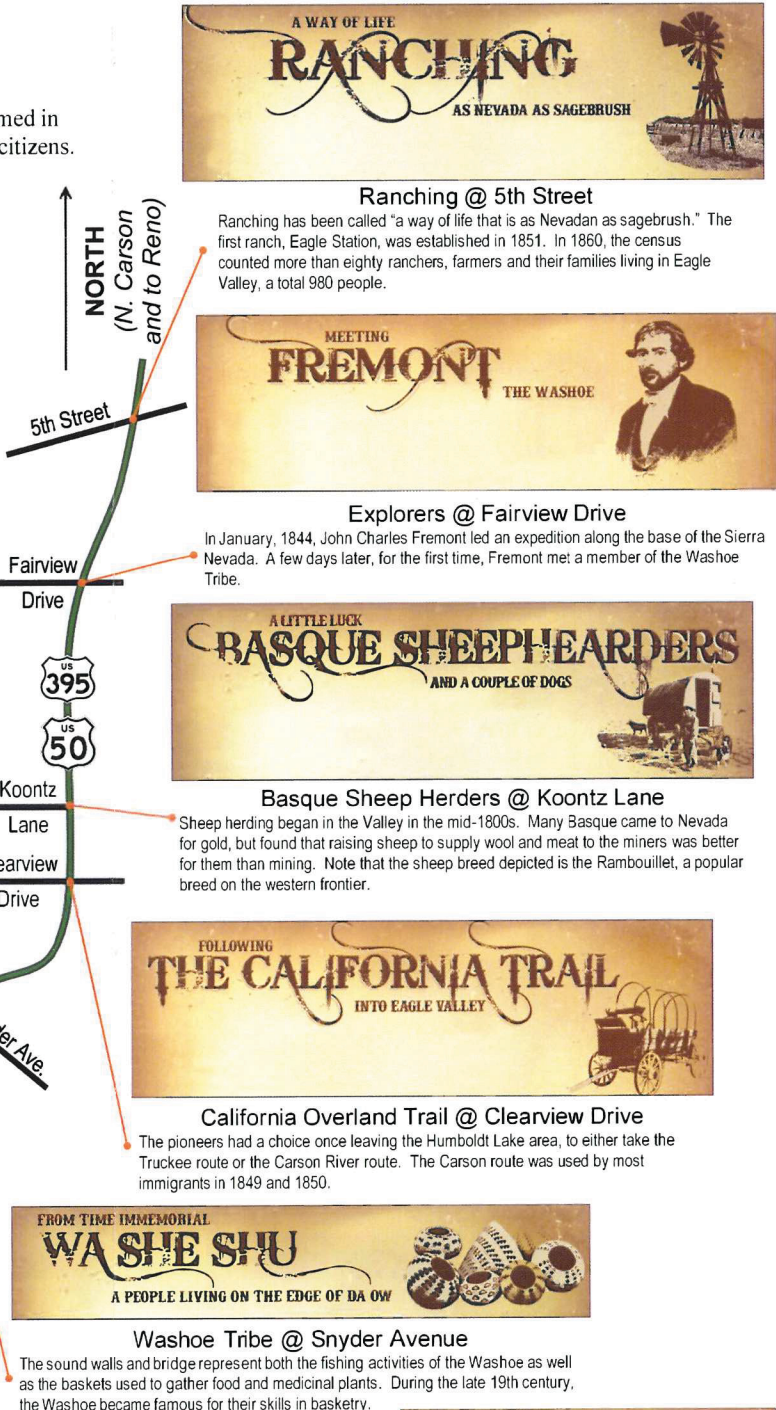 A WAY OF LIFE
RANCHING
AS NEVADA AS SAGEBRUSH
citizens.
Ranching @ 5th Street
Ranching has been called “a way of life that is as Nevadan as sagebrush.” The
first ranch, Eagle Station, was established in 1851. In 1860, the census
counted more than eighty ranchers, farmers and their families living in Eagle
Valley, a total 980 people.
NORTH
(N. Carson
and to Reno)
MEETING
FREMONT
THE WASHOE
5th Street
Explorers @ Fairview Drive
In January, 1844, John Charles Fremont led an expedition along the base of the Sierra
Nevada. A few days later, for the first time, Fremont met a member of the Washoe
Tribe.
Fairview
Drive
A LITTLE LUCK
BASQUE SHEEPHEARDERS
AND A COUPLE OF DOGS
US
395
US
50
Basque Sheep Herders @ Koontz Lane
Sheep herding began in the Valley in the mid-1800s. Many Basque came to Nevada
for gold, but found that raising sheep to supply wool and meat to the miners was better
for them than mining. Note that the sheep breed depicted is the Rambouillet, a popular
breed on the western frontier.
Koontz
Lane
earview
Drive
FOLLOWING
THE CALIFORNIA TRAIL
INTO EAGLE VALLEY
der Ave.
California Overland Trail @ Clearview Drive
The pioneers had a choice once leaving the Humboldt Lake area, to either take the
Truckee route or the Carson River route. The Carson route was used by most
immigrants in 1849 and 1850.
FROM TIME IMMEMORIAL
WA SHE SHU
A PEOPLE LIVING ON THE EDGE OF DA OW
Washoe Tribe @ Snyder Avenue
The sound walls and bridge represent both the fishing activities of the Washoe as well
as the baskets used to gather food and medicinal plants. During the late 19th century,
the Washoe became famous for their skills in basketry.